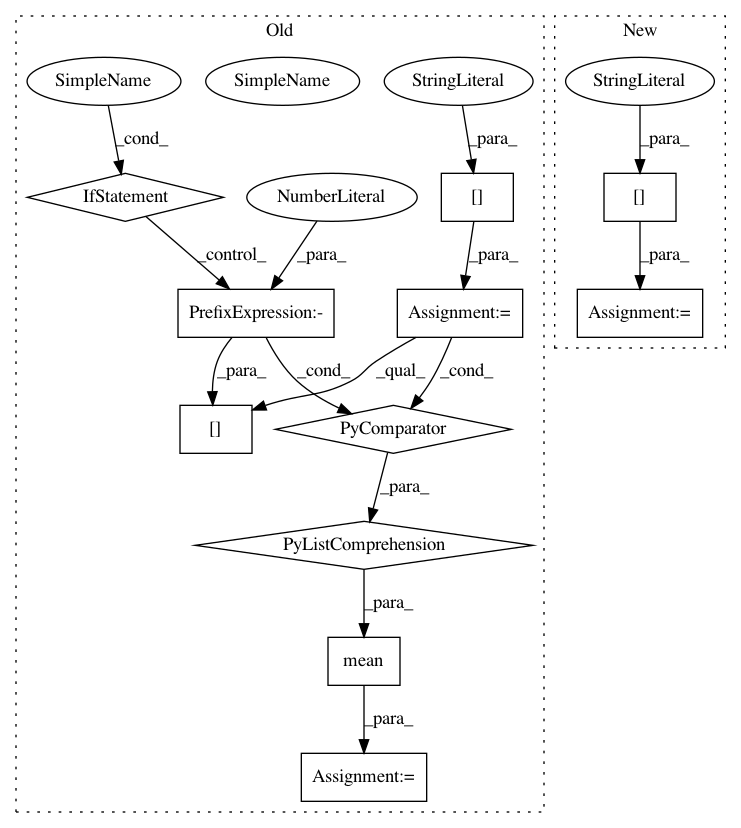 Old
New
SimpleName
SimpleName
StringLiteral
StringLiteral
_cond_
_para_
_para_
IfStatement
NumberLiteral
[]
[]
_control_
_para_
_para_
_para_
PrefixExpression:-
Assignment:=
Assignment:=
_para_
_cond_
_qual_
_cond_
[]
PyComparator
_para_
PyListComprehension
_para_
mean
_para_
Assignment:=